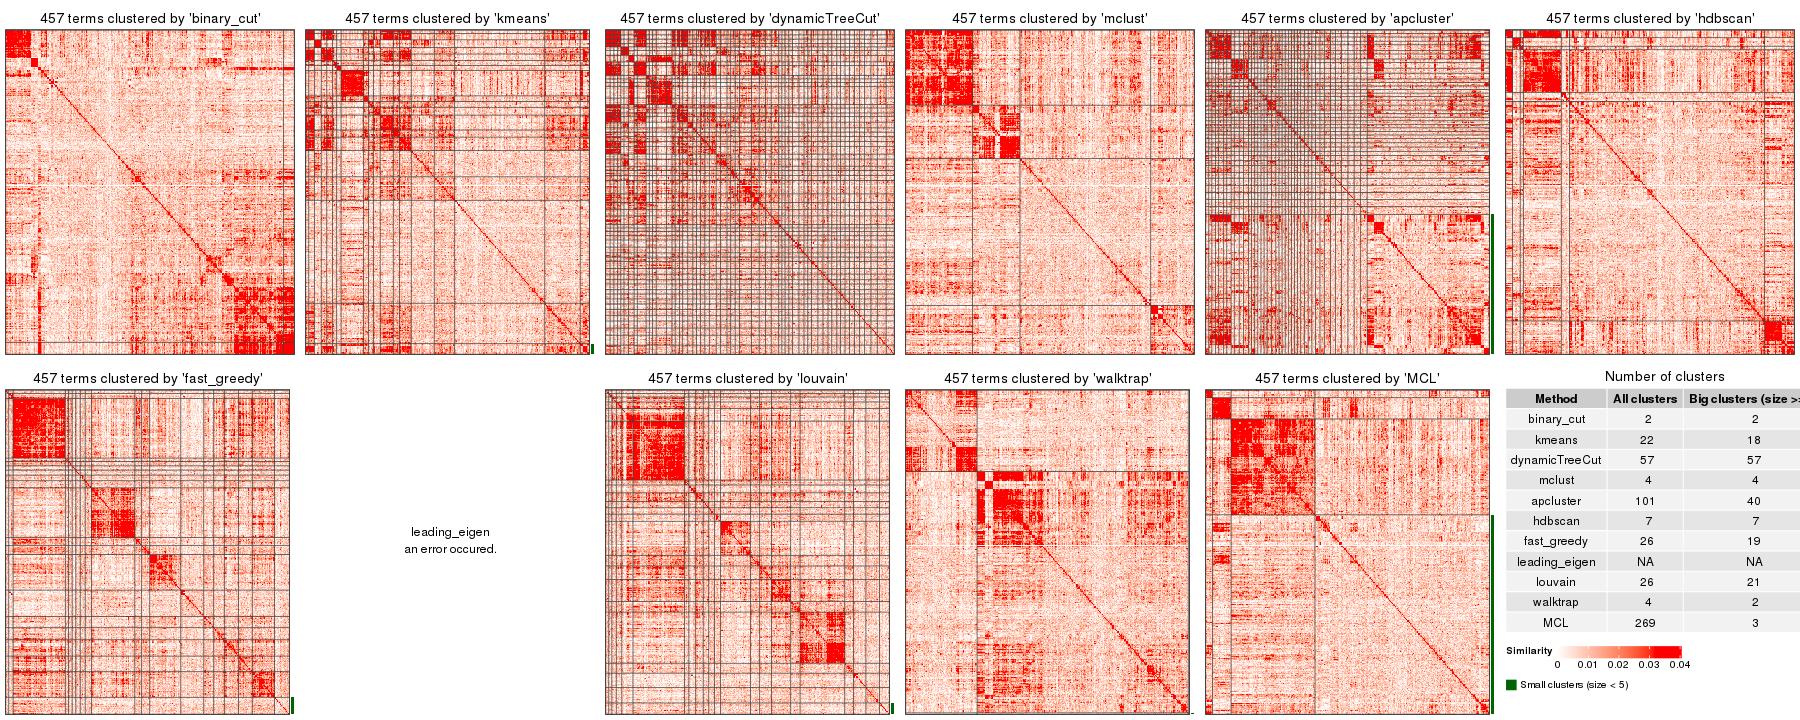 457 terms clustered by 'binary_cut'
457 terms clustered by 'kmeans'
457 terms clustered by 'dynamicTreeCut'
457 terms clustered by 'mclust'
457 terms clustered by 'apcluster'
457 terms clustered by 'hdbscan'
457 terms clustered by 'fast_greedy'
leading_eigen
an error occured.
457 terms clustered by 'louvain'
457 terms clustered by 'walktrap'
457 terms clustered by 'MCL'
Number of clusters
Method All clusters Big clusters (size >=
binary_cut 2 2
kmeans 22 18
dynamicTreeCut 57 57
mclust 4 4
apcluster 101 40
hdbscan 7 7
fast_greedy 26 19
leading_eigen NA NA
louvain 26 21
walktrap 4 2
MCL 269 3
Similarity
0 0.01 0.02 0.03 0.04
Small clusters (size < 5)